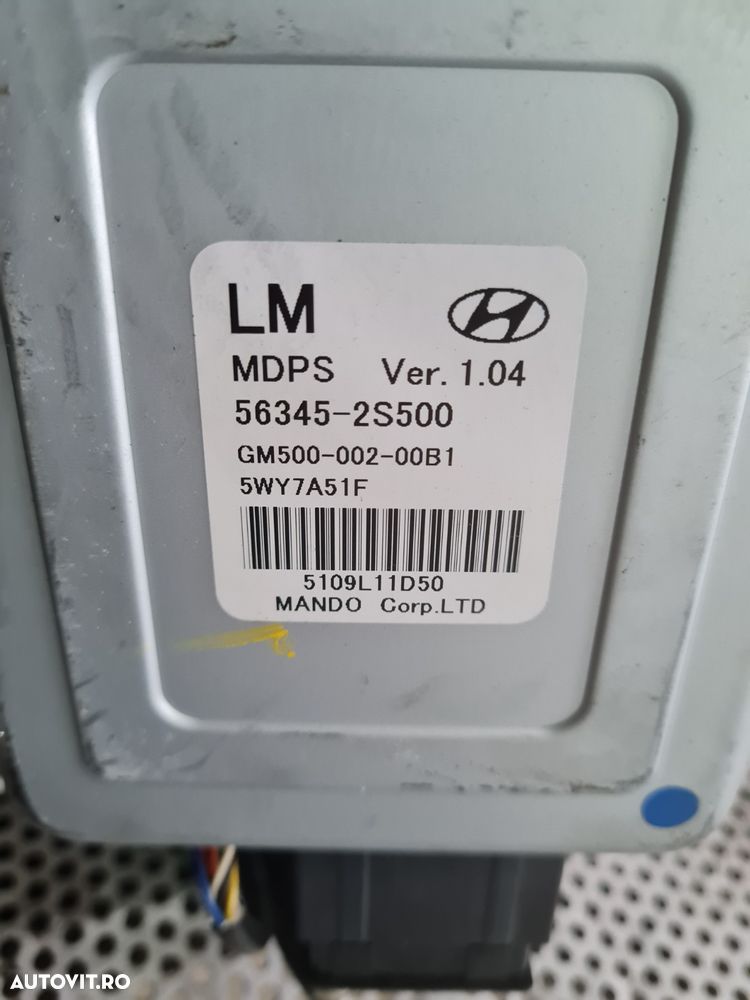 LM
MDPS Ver. 1.04
56345-2S500
GM500-002-00B1
5WY7A51F
5109L11D50
MANDO Corp.LTD
AUTOVIT.RO